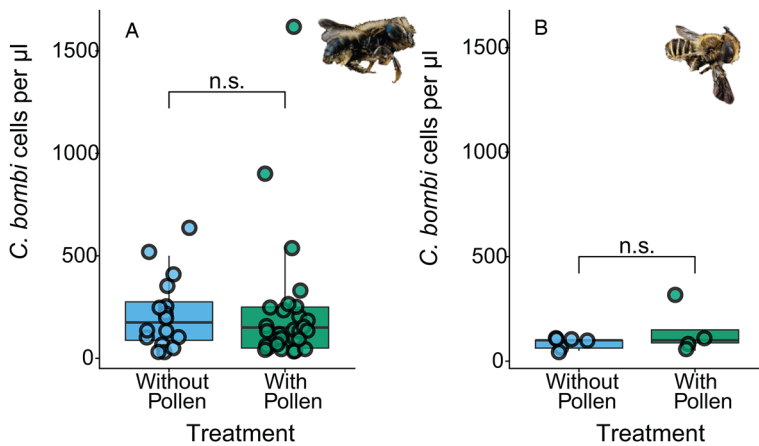 A
C. bombi cells per µl
1500
1000
500
0
n.s.
Without
Pollen
With
Pollen
Treatment
B
C. bombi cells per µl
1500
1000
500
0
n.s.
Without
Pollen
With
Pollen
Treatment